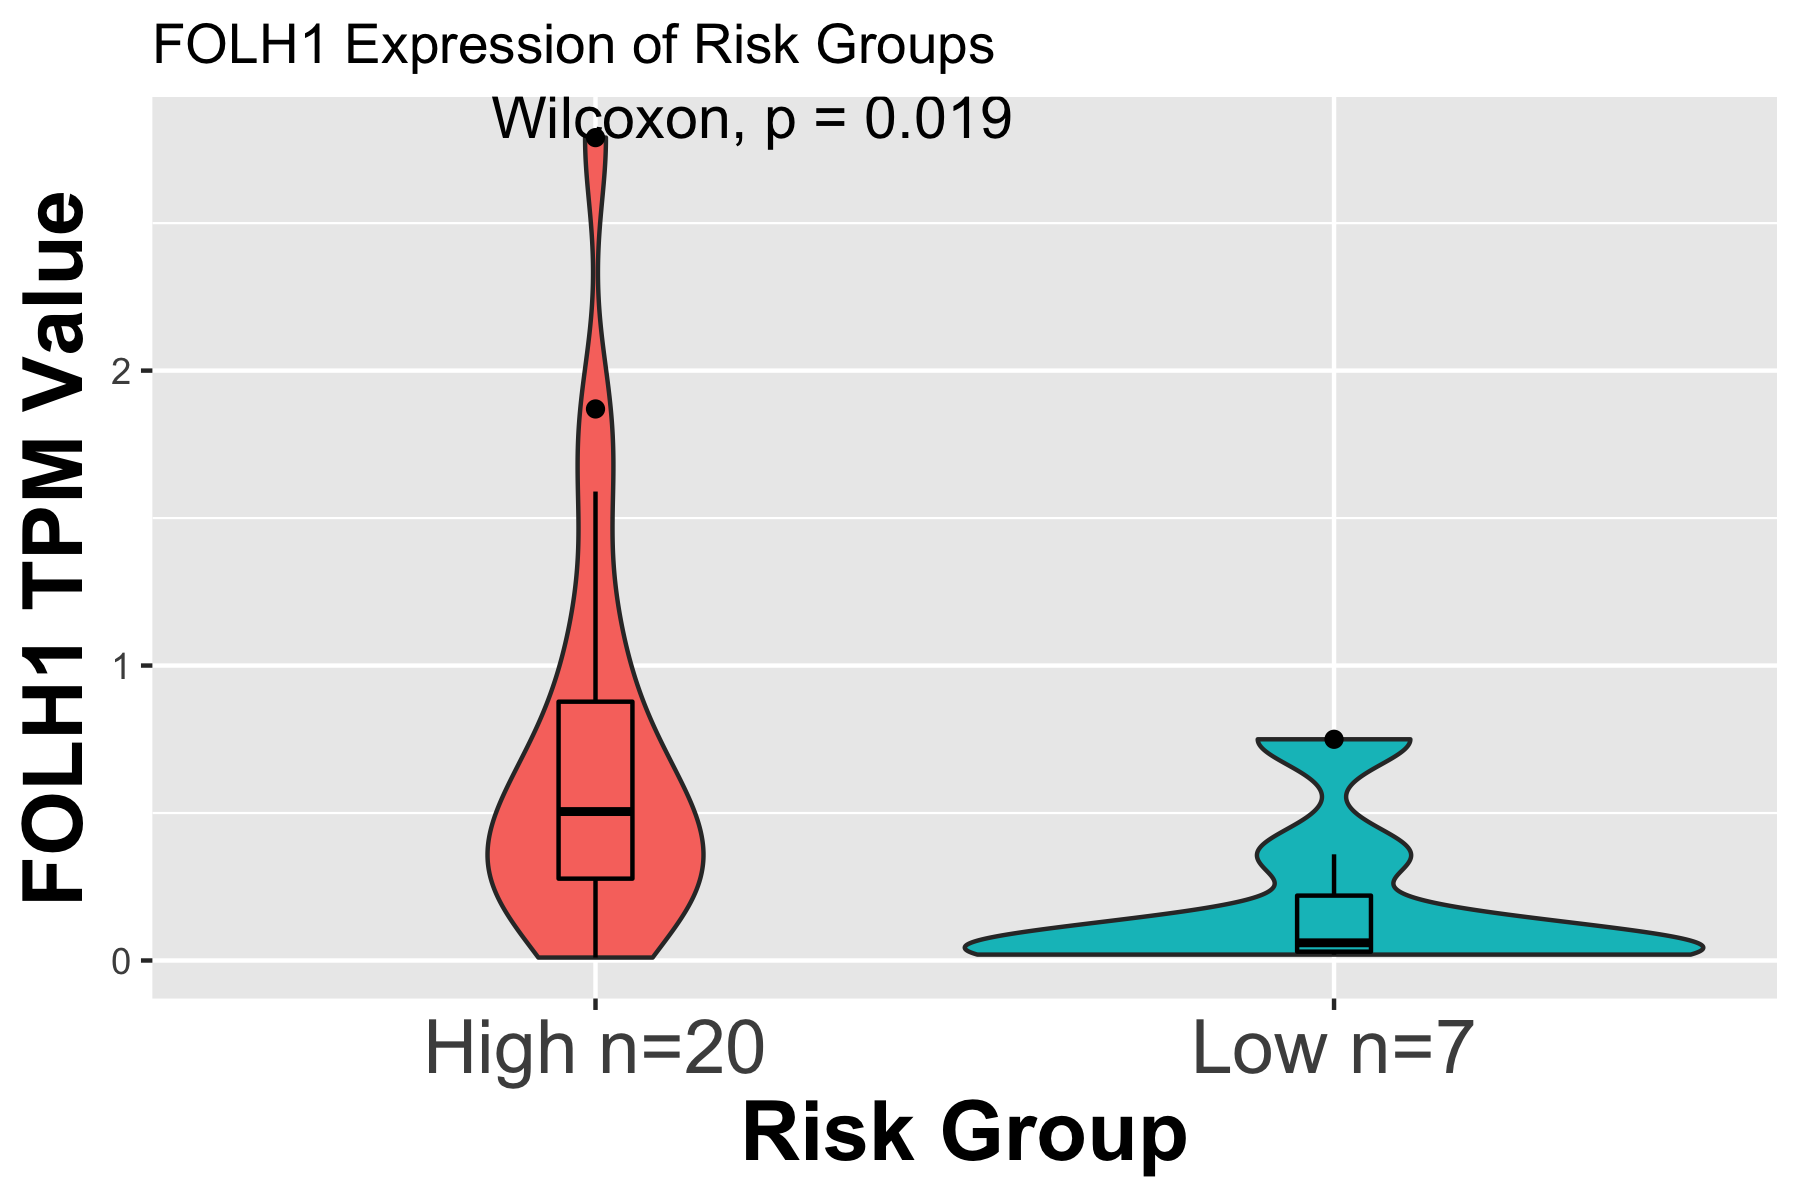 FOLH1 Expression of Risk Groups
Wilcoxon, p = 0.019
FOLH1 TPM Value
2
1
0
High n=20
Low n=7
Risk Group